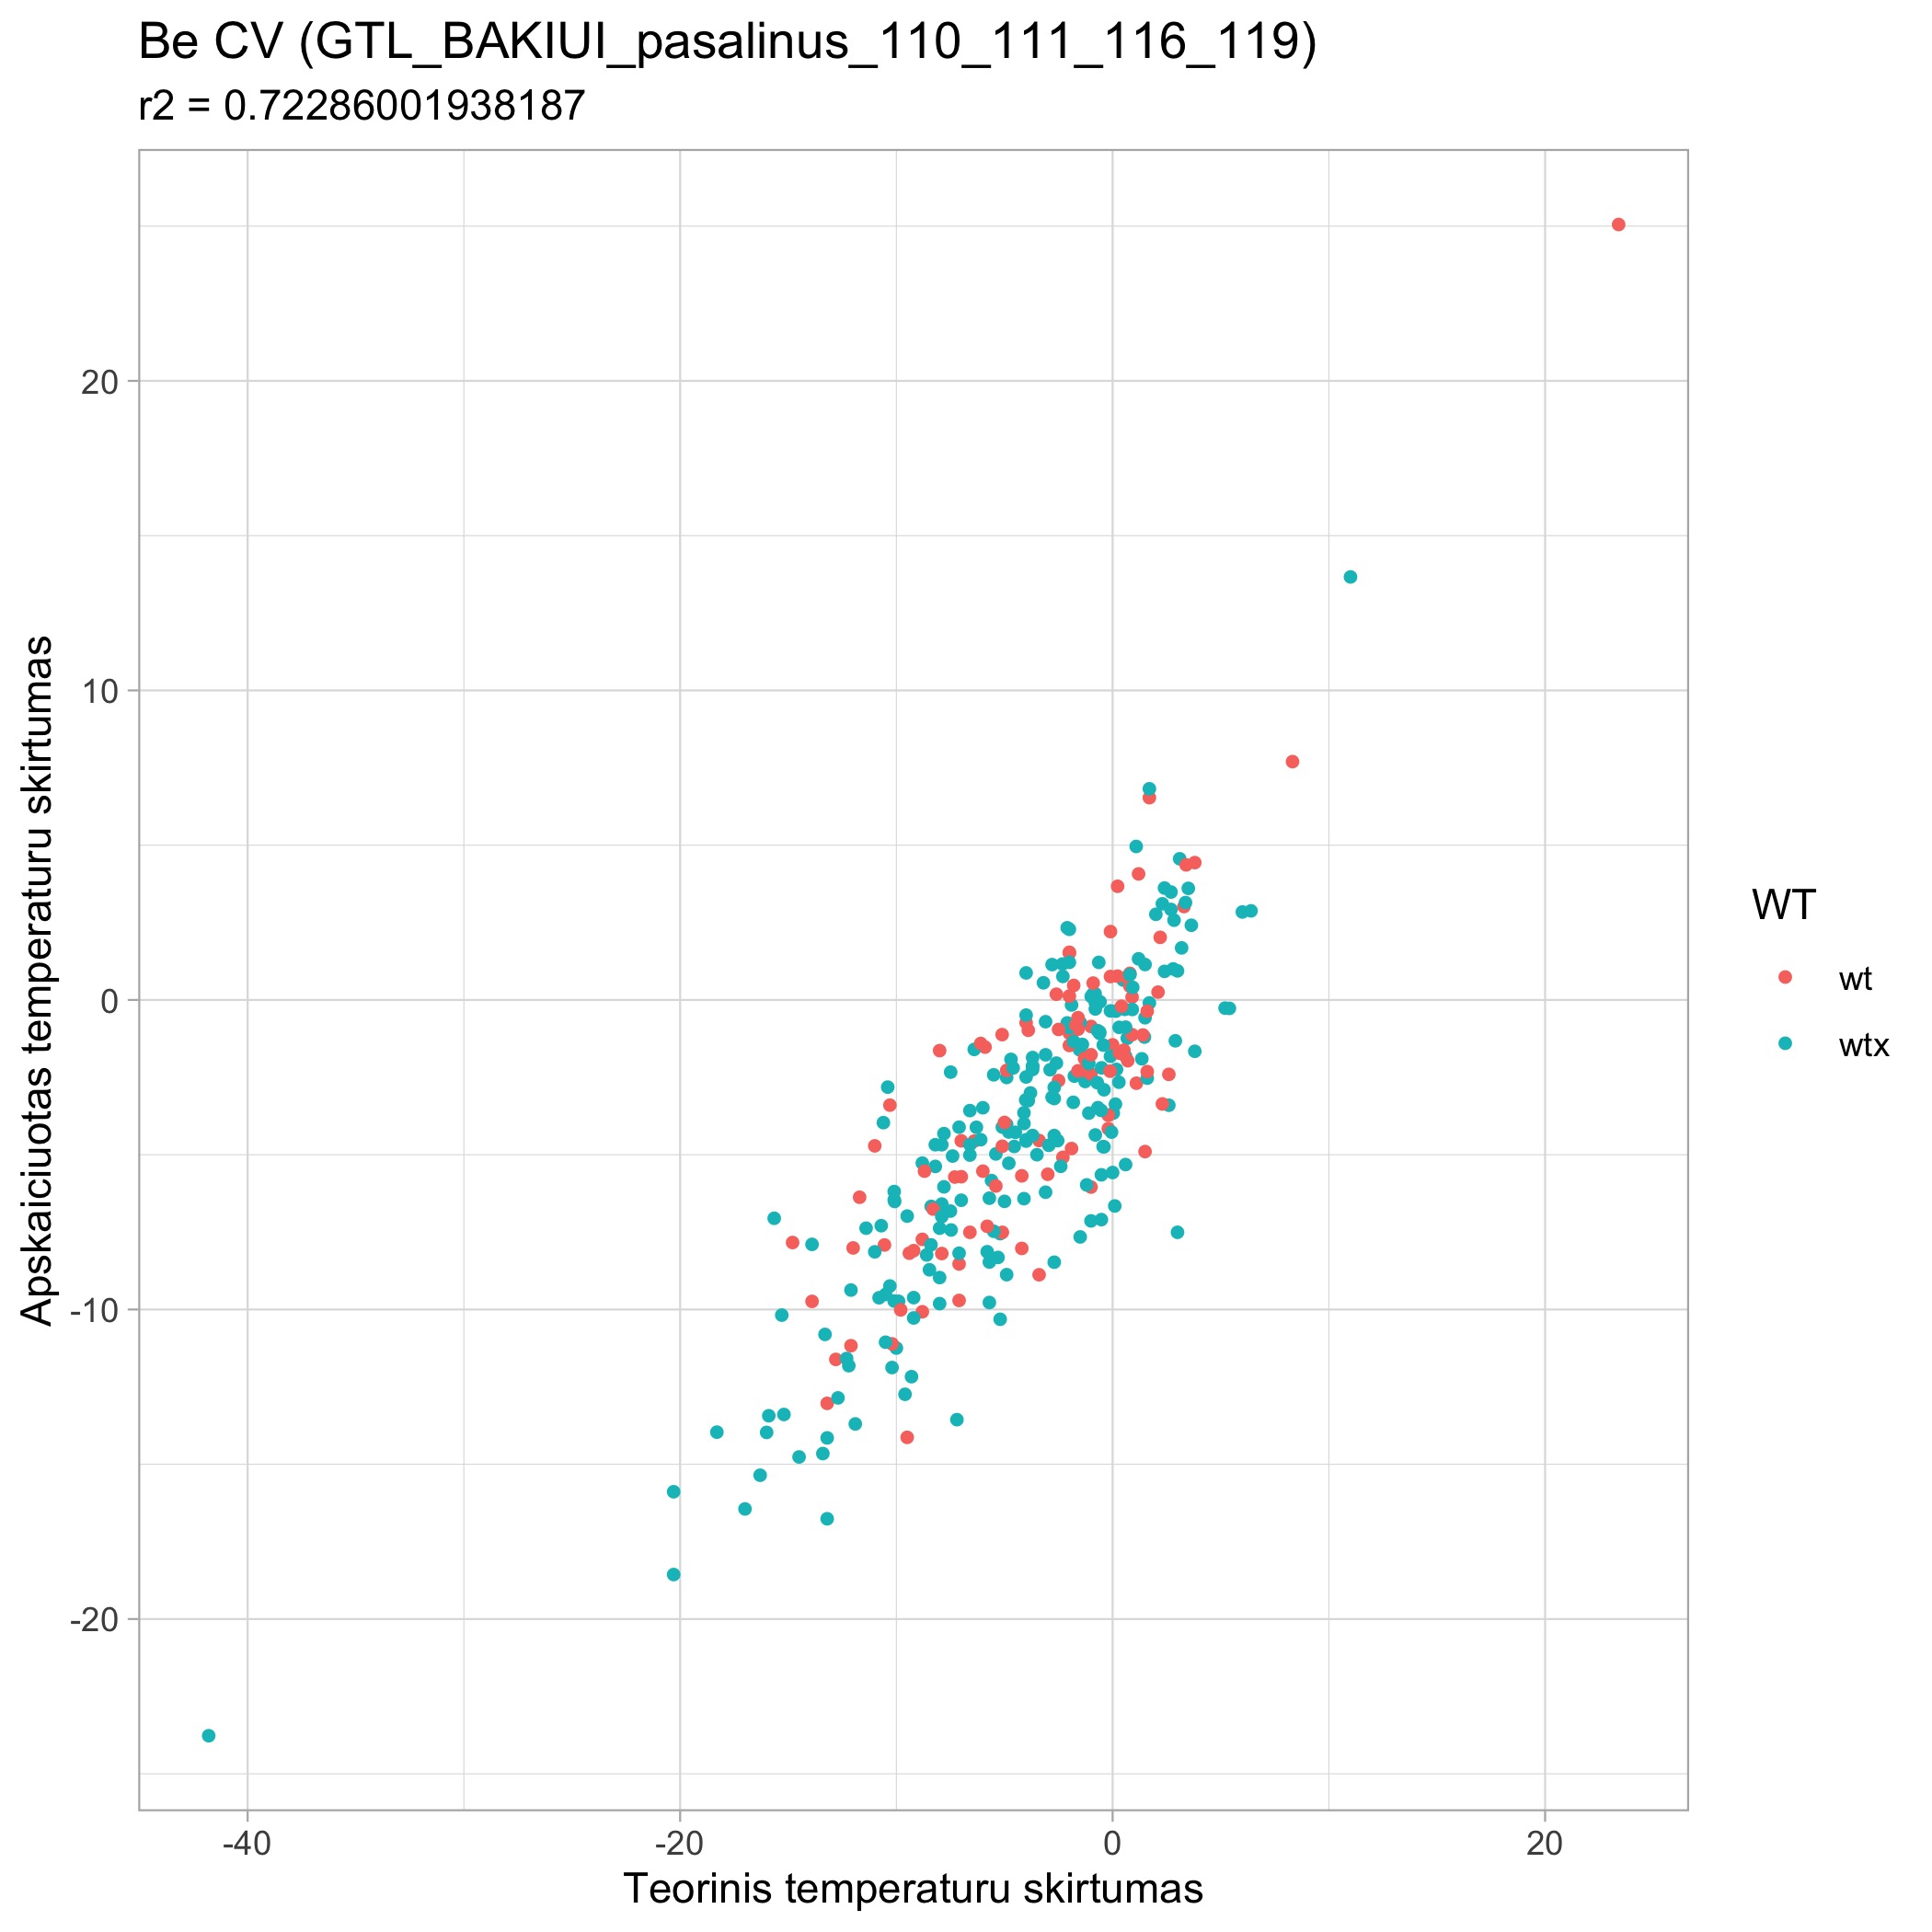 Be CV (GTL_BAKIUI_pasalinus_110_111_116_119)
r2 = 0.72286001938187
Apskaiciuotas temperaturu skirtumas
20
10
0
-10
-20
-40
-20
0
20
Teorinis temperaturu skirtumas
WT
wt
wtx